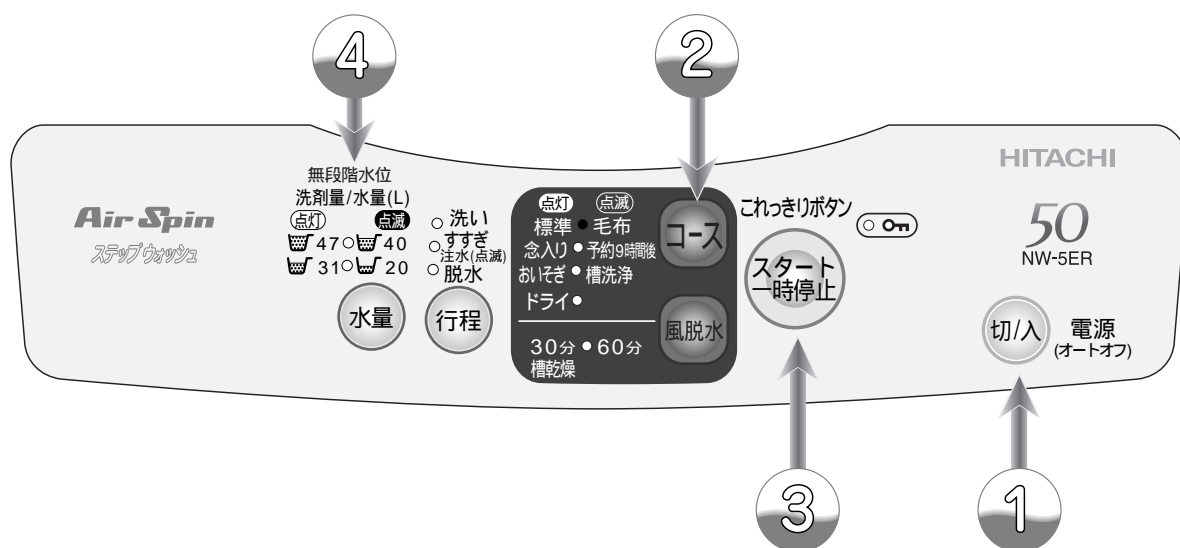 4
2
無段階水位
洗剤量/水量(L)
点灯 点滅
47 40
31 20
水量
洗い
すすぎ
注水(点滅)
脱水
行程
Air Spin
ステップウォッシュ
点灯 点滅
標準 毛布
念入り 予約9時間後
おいそぎ 槽洗浄
ドライ
30分 60分
槽乾燥
コース
風脱水
これっきりボタン
スタート
一時停止
HITACHI
50
NW-5ER
切/入
電源
(オートオフ)
3
1